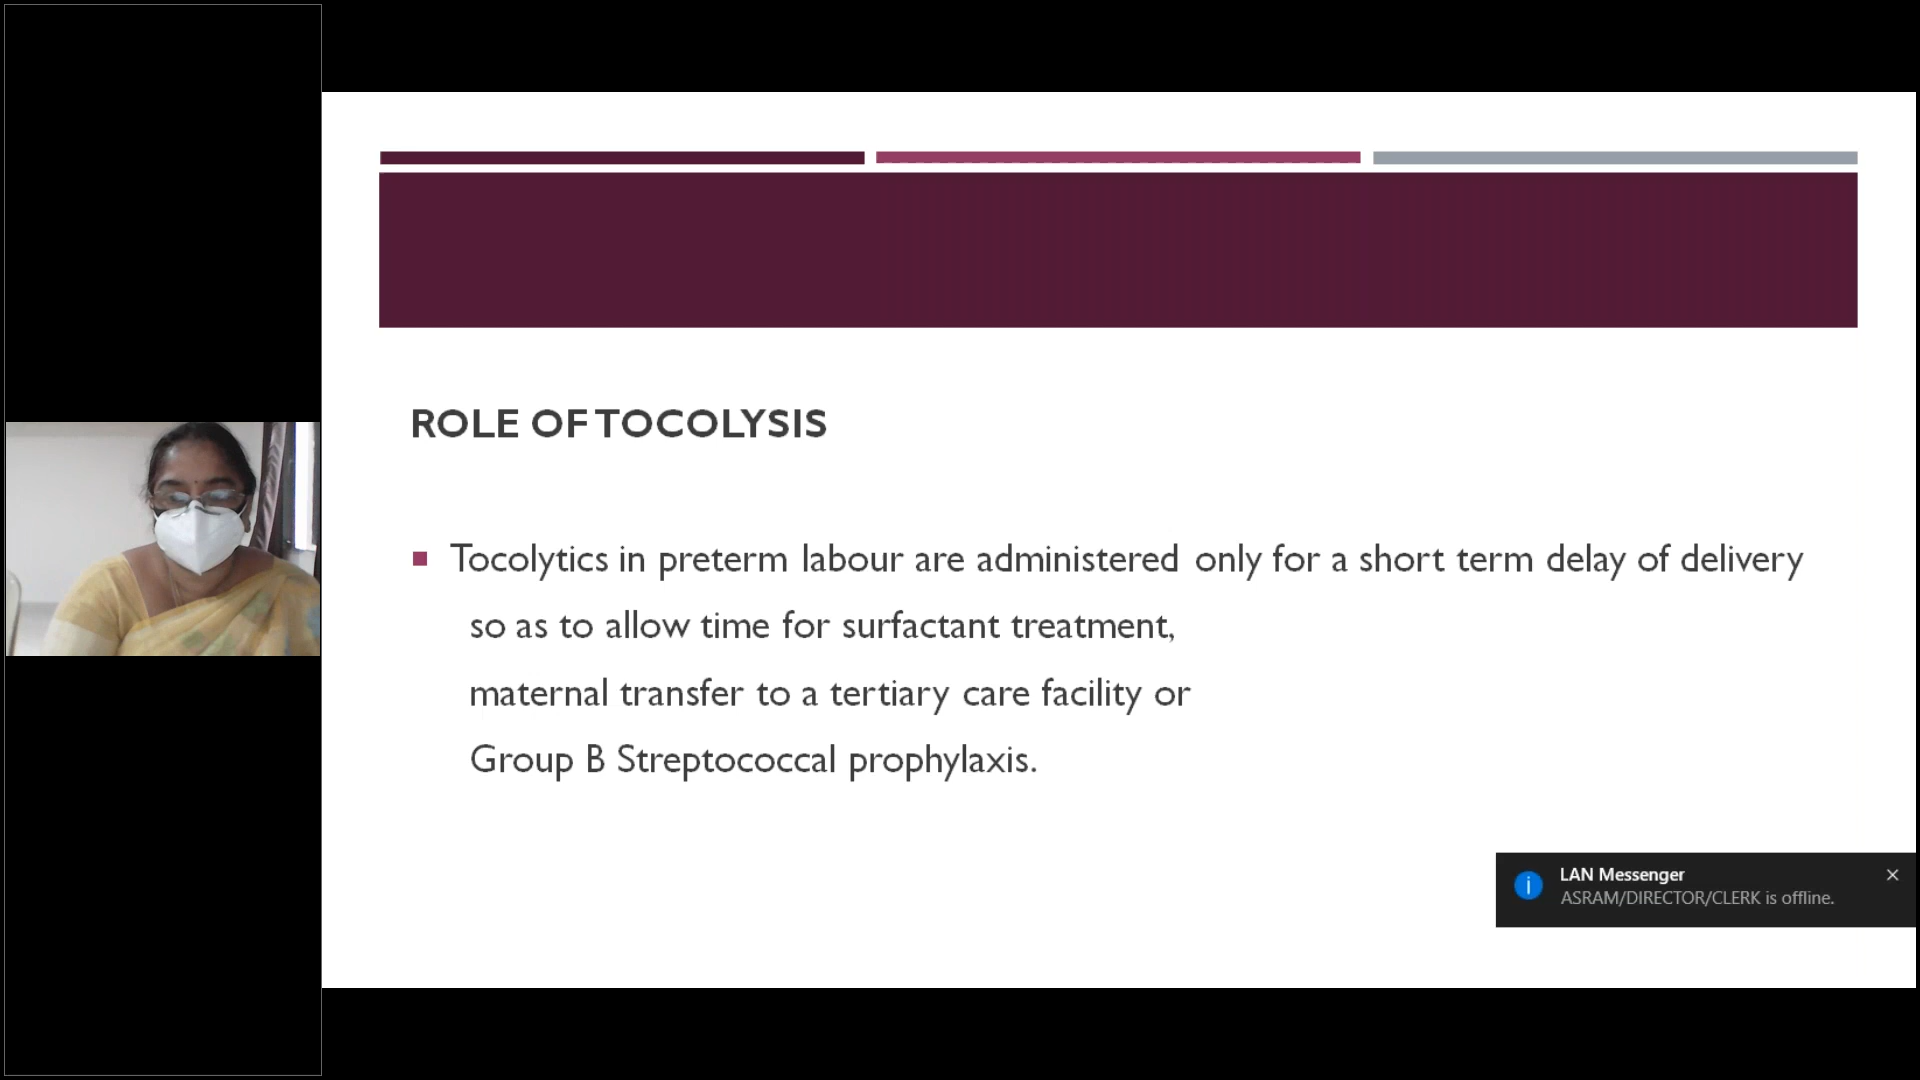 ROLE OF TOCOLYSIS
Tocolytics in preterm labour are administered only for a short term delay of delivery
so as to allow time for surfactant treatment,
maternal transfer to a tertiary care facility or
Group B Streptococcal prophylaxis.
LAN Messenger
ASRAM/DIRECTOR/CLERK is offline.